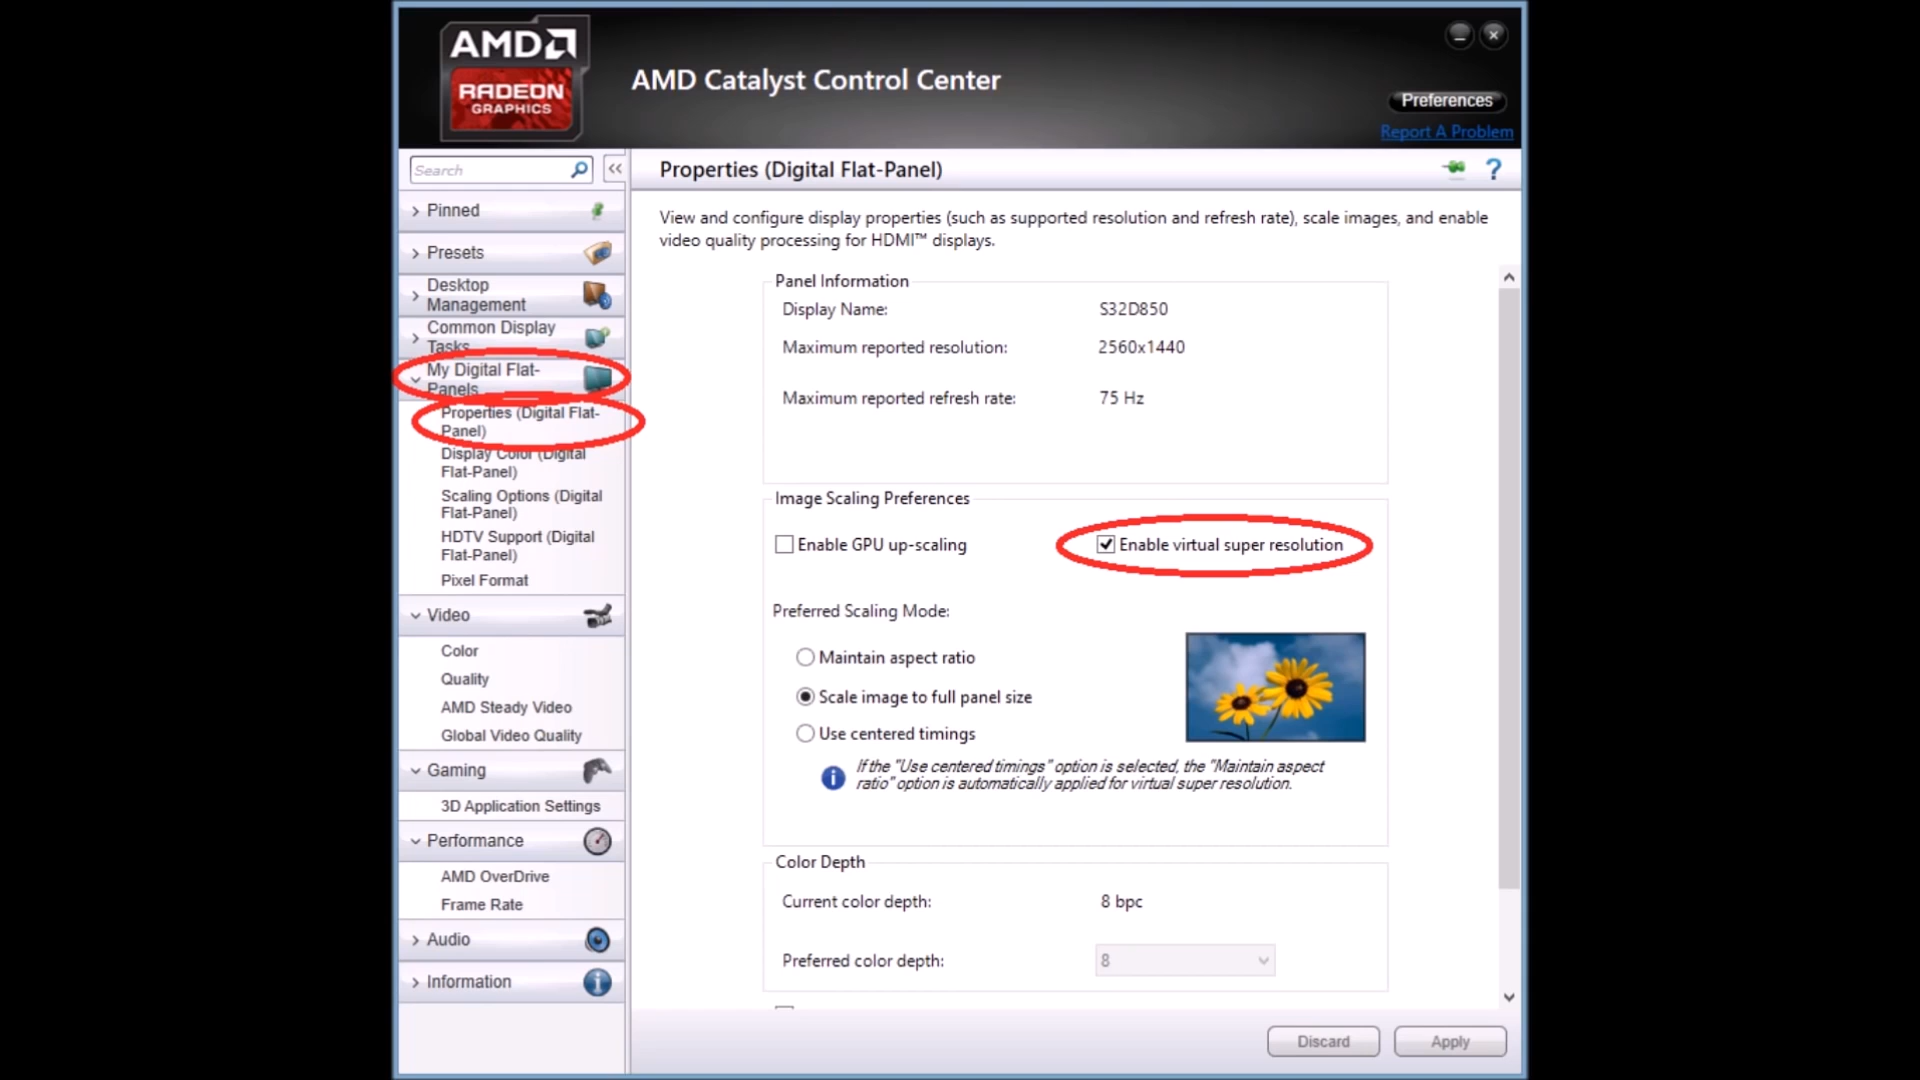 AMD
RADEON
GRAPHICS
AMD Catalyst Control Center
Preferences
Report A Problem
Search
Pinned
Presets
Desktop
Management
Common Display
Tasks
My Digital Flat-
Panels
Properties (Digital Flat-
Panel)
Display Color (Digital
Flat-Panel)
Scaling Options (Digital
Flat-Panel)
HDTV Support (Digital
Flat-Panel)
Pixel Format
Video
Color
Quality
AMD Steady Video
Global Video Quality
Gaming
3D Application Settings
Performance
AMD OverDrive
Frame Rate
Audio
Information
Properties (Digital Flat-Panel)
View and configure display properties (such as supported resolution and refresh rate), scale images, and enable
video quality processing for HDMI™ displays.
Panel Information
Display Name: S32D850
Maximum reported resolution: 2560x1440
Maximum reported refresh rate: 75 Hz
Image Scaling Preferences
Enable GPU up-scaling Enable virtual super resolution
Preferred Scaling Mode:
Maintain aspect ratio
Scale image to full panel size
Use centered timings
If the "Use centered timings" option is selected, the "Maintain aspect
ratio" option is automatically applied for virtual super resolution.
Color Depth
Current color depth: 8 bpc
Preferred color depth: 8
Discard Apply